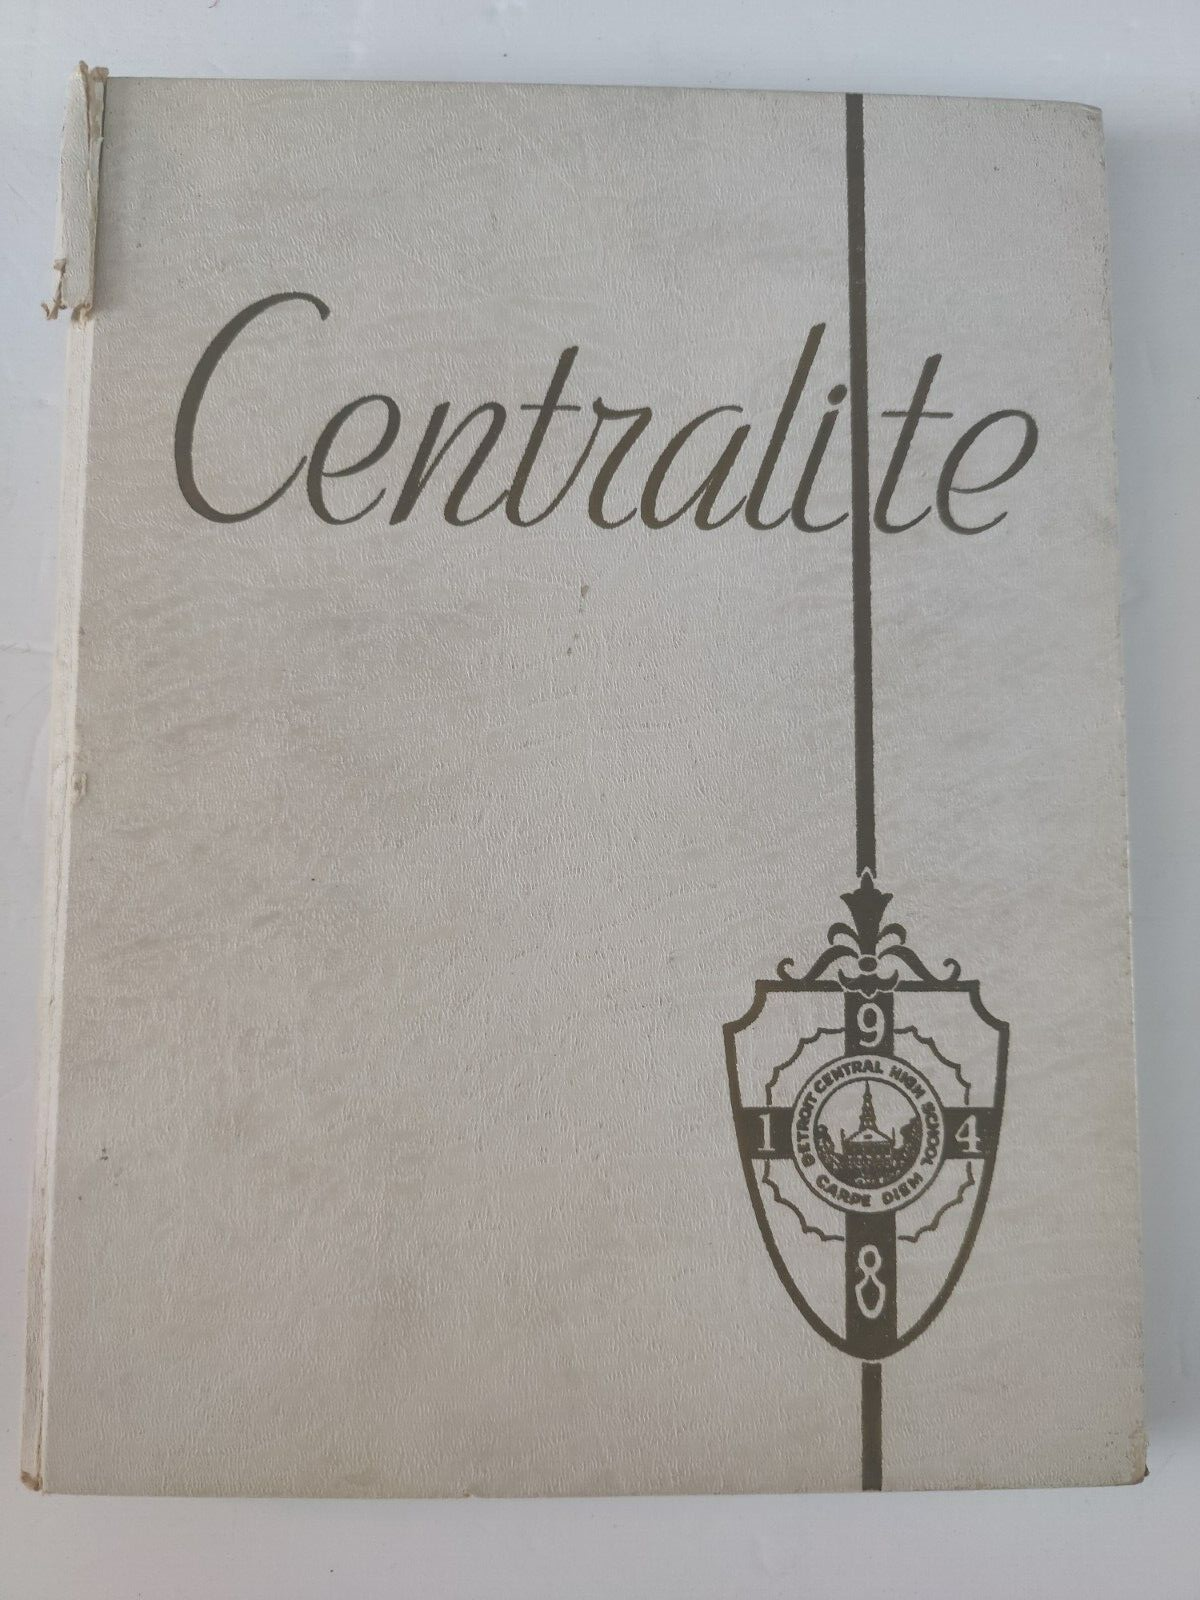 Centralite
9
DETROIT CENTRAL HIGH SCHOOL
1 4
CARPE DIEM
8